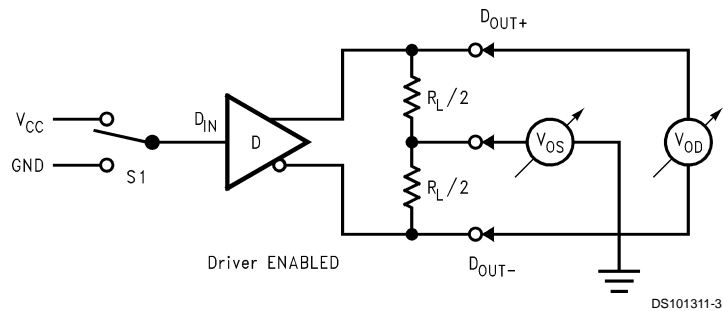 DOUT+
VCC
DIN
RL/2
D
VOS
VOD
GND
S1
RL/2
Driver ENABLED
DOUT-
DS101311-3